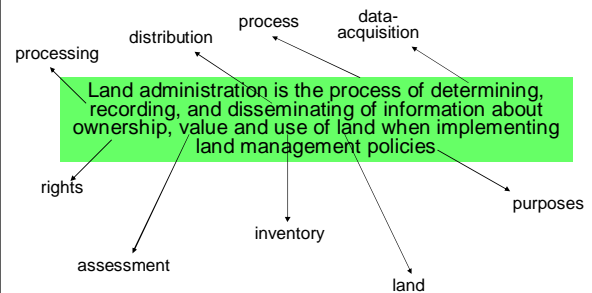 process
data-
acquisition
distribution
processing
Land administration is the process of determining,
recording, and disseminating of information about
ownership, value and use of land when implementing
land management policies
rights
purposes
inventory
assessment
land